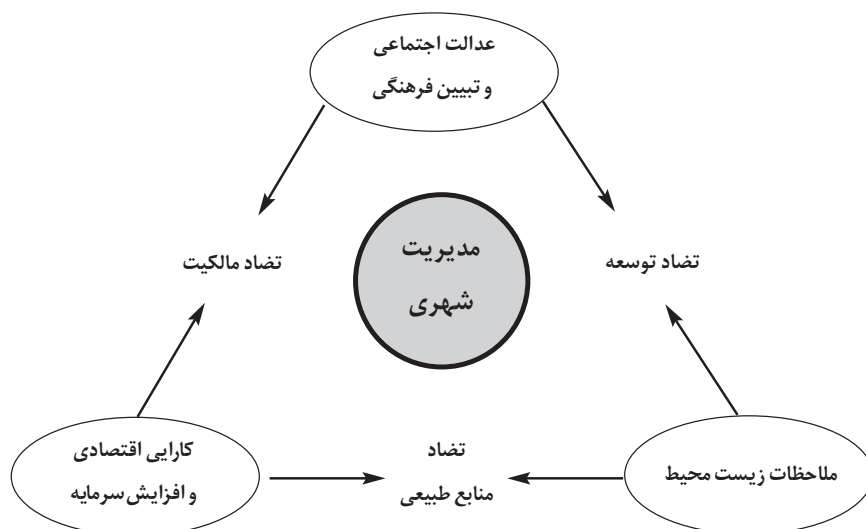 عدالت اجتماعی
و تبیین فرهنگی
تضاد توسعه
مدیریت
شهری
تضاد مالکیت
ملاحظات زیست محیط
تضاد
منابع طبیعی
کارایی اقتصادی
و افزایش سرمایه